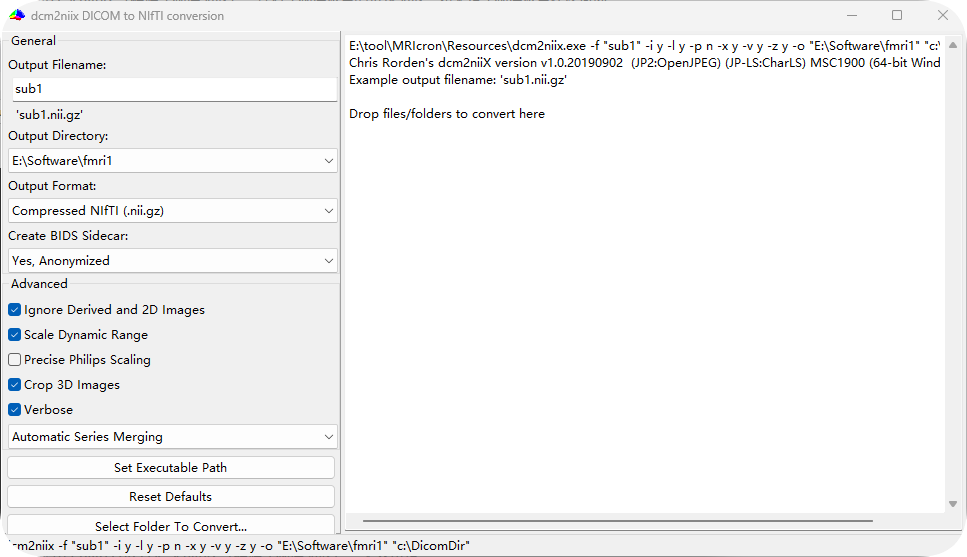 dcm2niix DICOM to NIfTI conversion
General
Output Filename:
sub1
'sub1.nii.gz'
Output Directory:
E:\Software\fmri1
Output Format:
Compressed NIfTI (.nii.gz)
Create BIDS Sidecar:
Yes, Anonymized
Advanced
Ignore Derived and 2D Images
Scale Dynamic Range
Precise Philips Scaling
Crop 3D Images
Verbose
Automatic Series Merging
Set Executable Path
Reset Defaults
Select Folder To Convert...
E:\tool\MRIcron\Resources\dcm2niix.exe -f "sub1" -i y -l y -p n -x y -v y -z y -o "E:\Software\fmri1" "c:\
Chris Rorden's dcm2niiX version v1.0.20190902 (JP2:OpenJPEG) (JP-LS:CharLS) MSC1900 (64-bit Wind
Example output filename: 'sub1.nii.gz'
Drop files/folders to convert here
cm2niix -f "sub1" -i y -l y -p n -x y -v y -z y -o "E:\Software\fmri1" "c:\DicomDir"